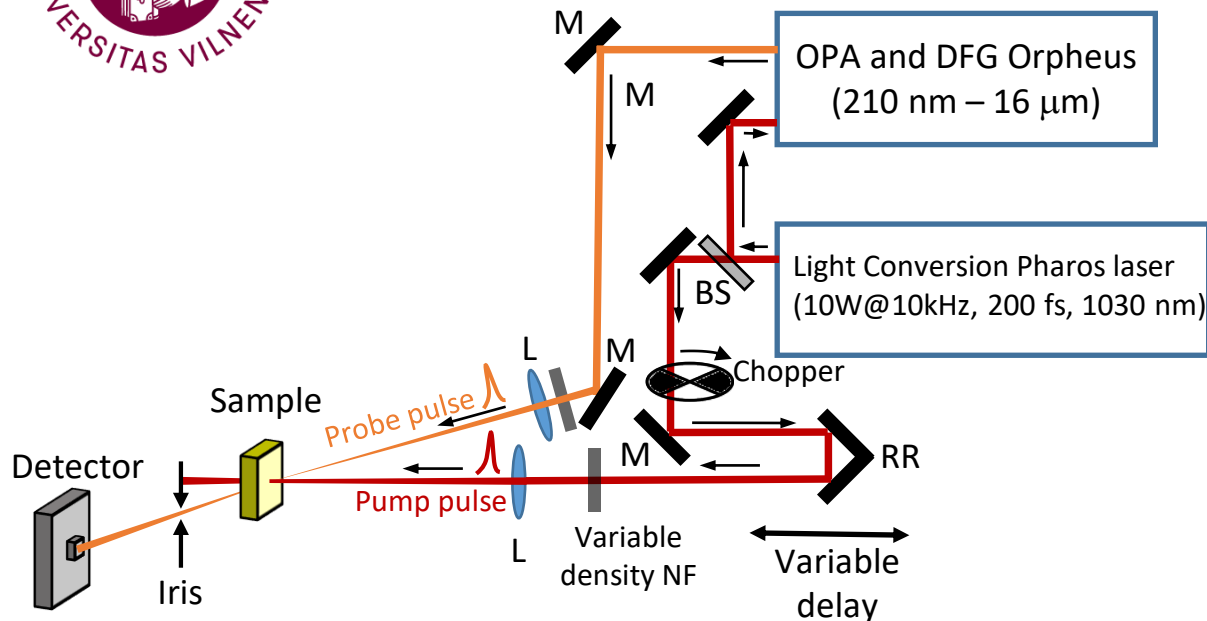 ERSITAS VILNEN
M
M
OPA and DFG Orpheus
(210 nm – 16 μm)
Light Conversion Pharos laser
(10W@10kHz, 200 fs, 1030 nm)
BS
Chopper
L
M
Sample
Probe pulse
M
RR
Detector
Pump pulse
L
Variable
density NF
Iris
Variable
delay